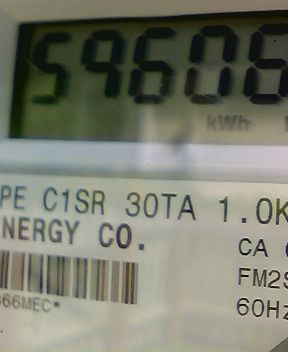 59606
kWh
PE C1SR 30TA 1.0K
NERGY CO.
CA
FM2S
66MEC*
60Hz